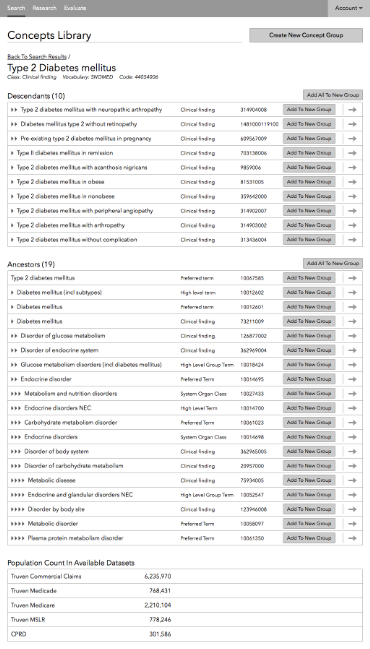 Search Research Evaluate Account
Concepts Library Create New Concept Group
Back To Search Results /
Type 2 Diabetes mellitus
Class: Clinical finding Vocabulary: SNOMED Code: 44054006
Descendants (10) Add All To New Group
Type 2 diabetes mellitus with neuropathic arthropathy Clinical finding 314904008 Add To New Group
Diabetes mellitus type 2 without retinopathy Clinical finding 1481000119100 Add To New Group
Pre-existing type 2 diabetes mellitus in pregnancy Clinical finding 609567009 Add To New Group
Type II diabetes mellitus in remission Clinical finding 703138006 Add To New Group
Type 2 diabetes mellitus with acanthosis nigricans Clinical finding 9859006 Add To New Group
Type 2 diabetes mellitus in obese Clinical finding 81531005 Add To New Group
Type 2 diabetes mellitus in nonobese Clinical finding 359642000 Add To New Group
Type 2 diabetes mellitus with peripheral angiopathy Clinical finding 314902007 Add To New Group
Type 2 diabetes mellitus with arthropathy Clinical finding 314903002 Add To New Group
Type 2 diabetes mellitus without complication Clinical finding 313436004 Add To New Group
Ancestors (19) Add All To New Group
Type 2 diabetes mellitus Preferred term 10067585 Add To New Group
Diabetes mellitus (incl subtypes) High level term 10012602 Add To New Group
Diabetes mellitus Preferred term 10012601 Add To New Group
Diabetes mellitus Clinical finding 73211009 Add To New Group
Disorder of glucose metabolism Clinical finding. 126877002 Add To New Group
Disorder of endocrine system Clinical finding 362969004 Add To New Group
Glucose metabolism disorders (incl diabetes mellitus) High Level Group Term 10018424 Add To New Group
Endocrine disorder Preferred Term 10014695 Add To New Group
Metabolism and nutrition disorders System Organ Class 10027433 Add To New Group
Endocrine disorders NEC High Level Term 10014700 Add To New Group
Carbohydrate metabolism disorder Preferred Term 10061023 Add To New Group
Endocrine disorders System Organ Class 10014698 Add To New Group
Disorder of body system Clinical finding 362965005 Add To New Group
Disorder of carbohydrate metabolism Clinical finding 20957000 Add To New Group
Metabolic disease Clinical finding 75934005 Add To New Group
Endocrine and glandular disorders NEC High Level Group Term 10052547 Add To New Group
Disorder by body site Clinical finding 123946008 Add To New Group
Metabolic disorder Preferred Term 10058097 Add To New Group
Plasma protein metabolism disorder Preferred Term 10061350 Add To New Group
Population Count In Available Datasets
Truven Commercial Claims 6,235,970
Truven Medicade 768,431
Truven Medicare 2,210,104
Truven MSLR 778,246
CPRD 301,586